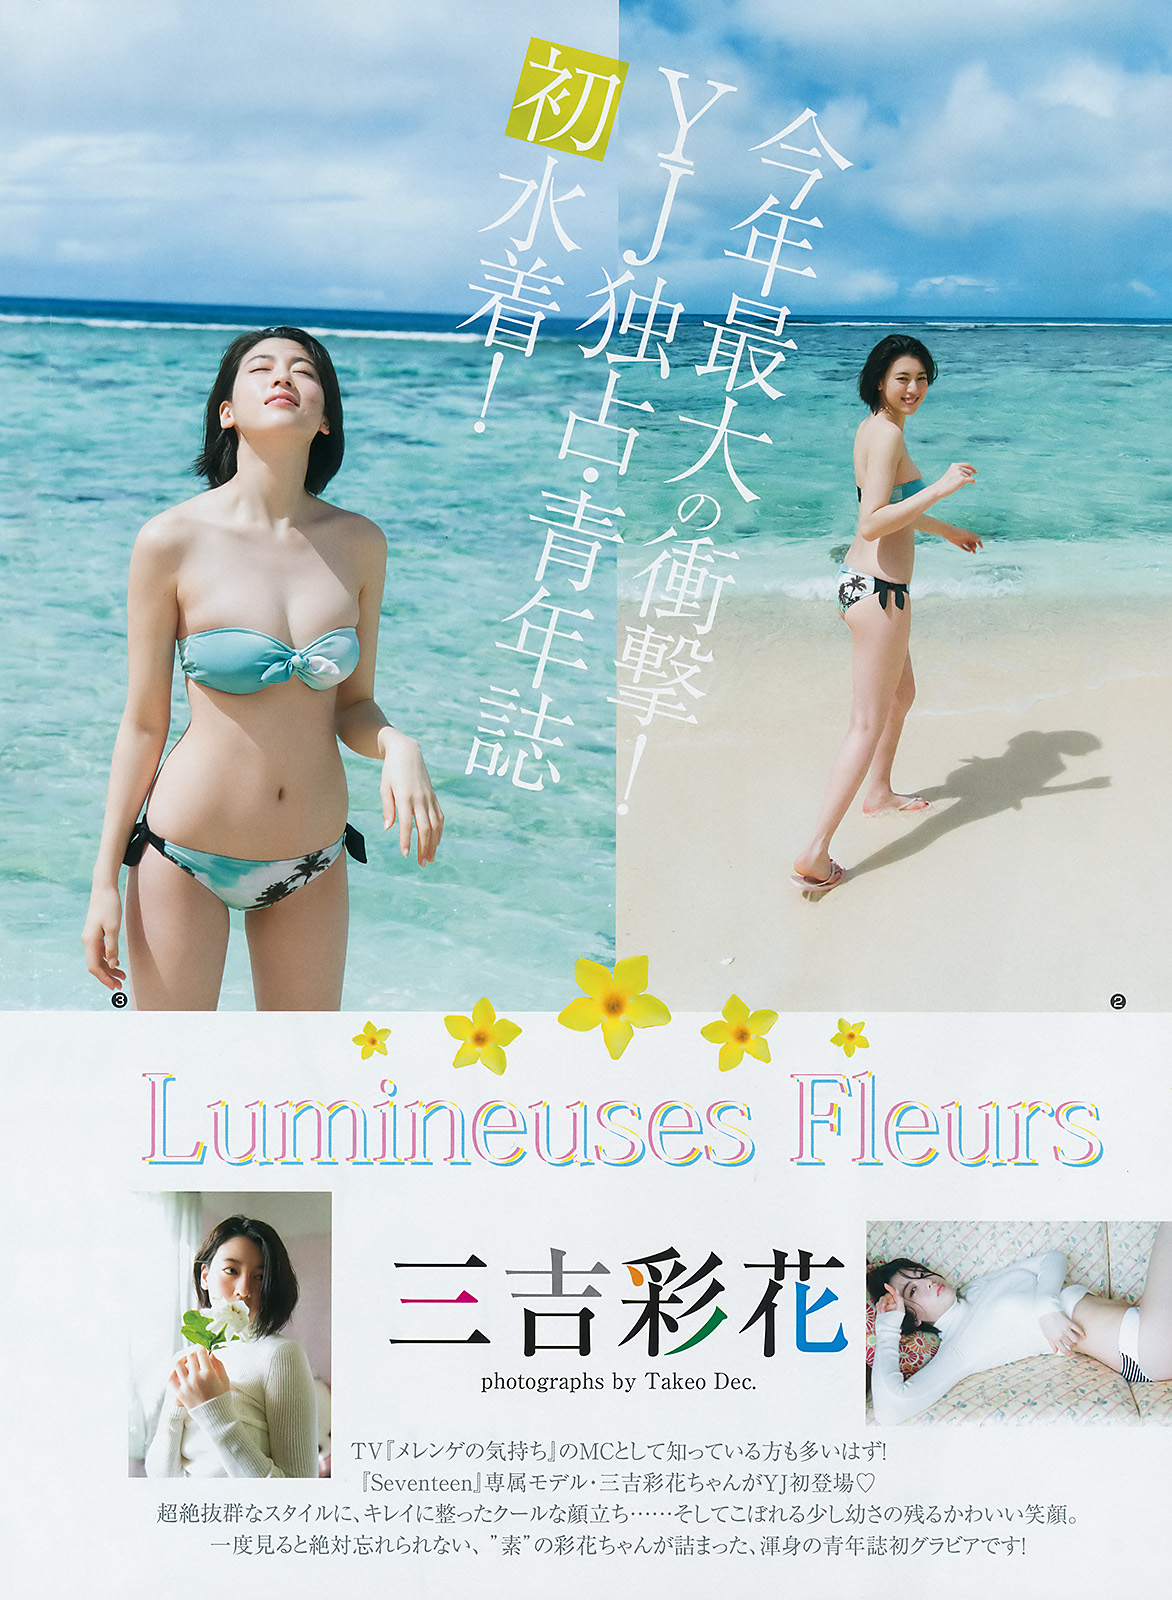 今年最大の衝撃!
YJ独占・青年誌
初水着!
❸
❷
Lumineuses Fleurs
三吉彩花
photographs by Takeo Dec.
TV『メレンゲの気持ち』のMCとして知っている方も多いはず!
『Seventeen』専属モデル・三吉彩花ちゃんがYJ初登場♡
超絶抜群なスタイルに、キレイに整ったクールな顔立ち……そしてこぼれる少し幼さの残るかわいい笑顔。
一度見ると絶対忘れられない、"素"の彩花ちゃんが詰まった、渾身の青年誌初グラビアです!